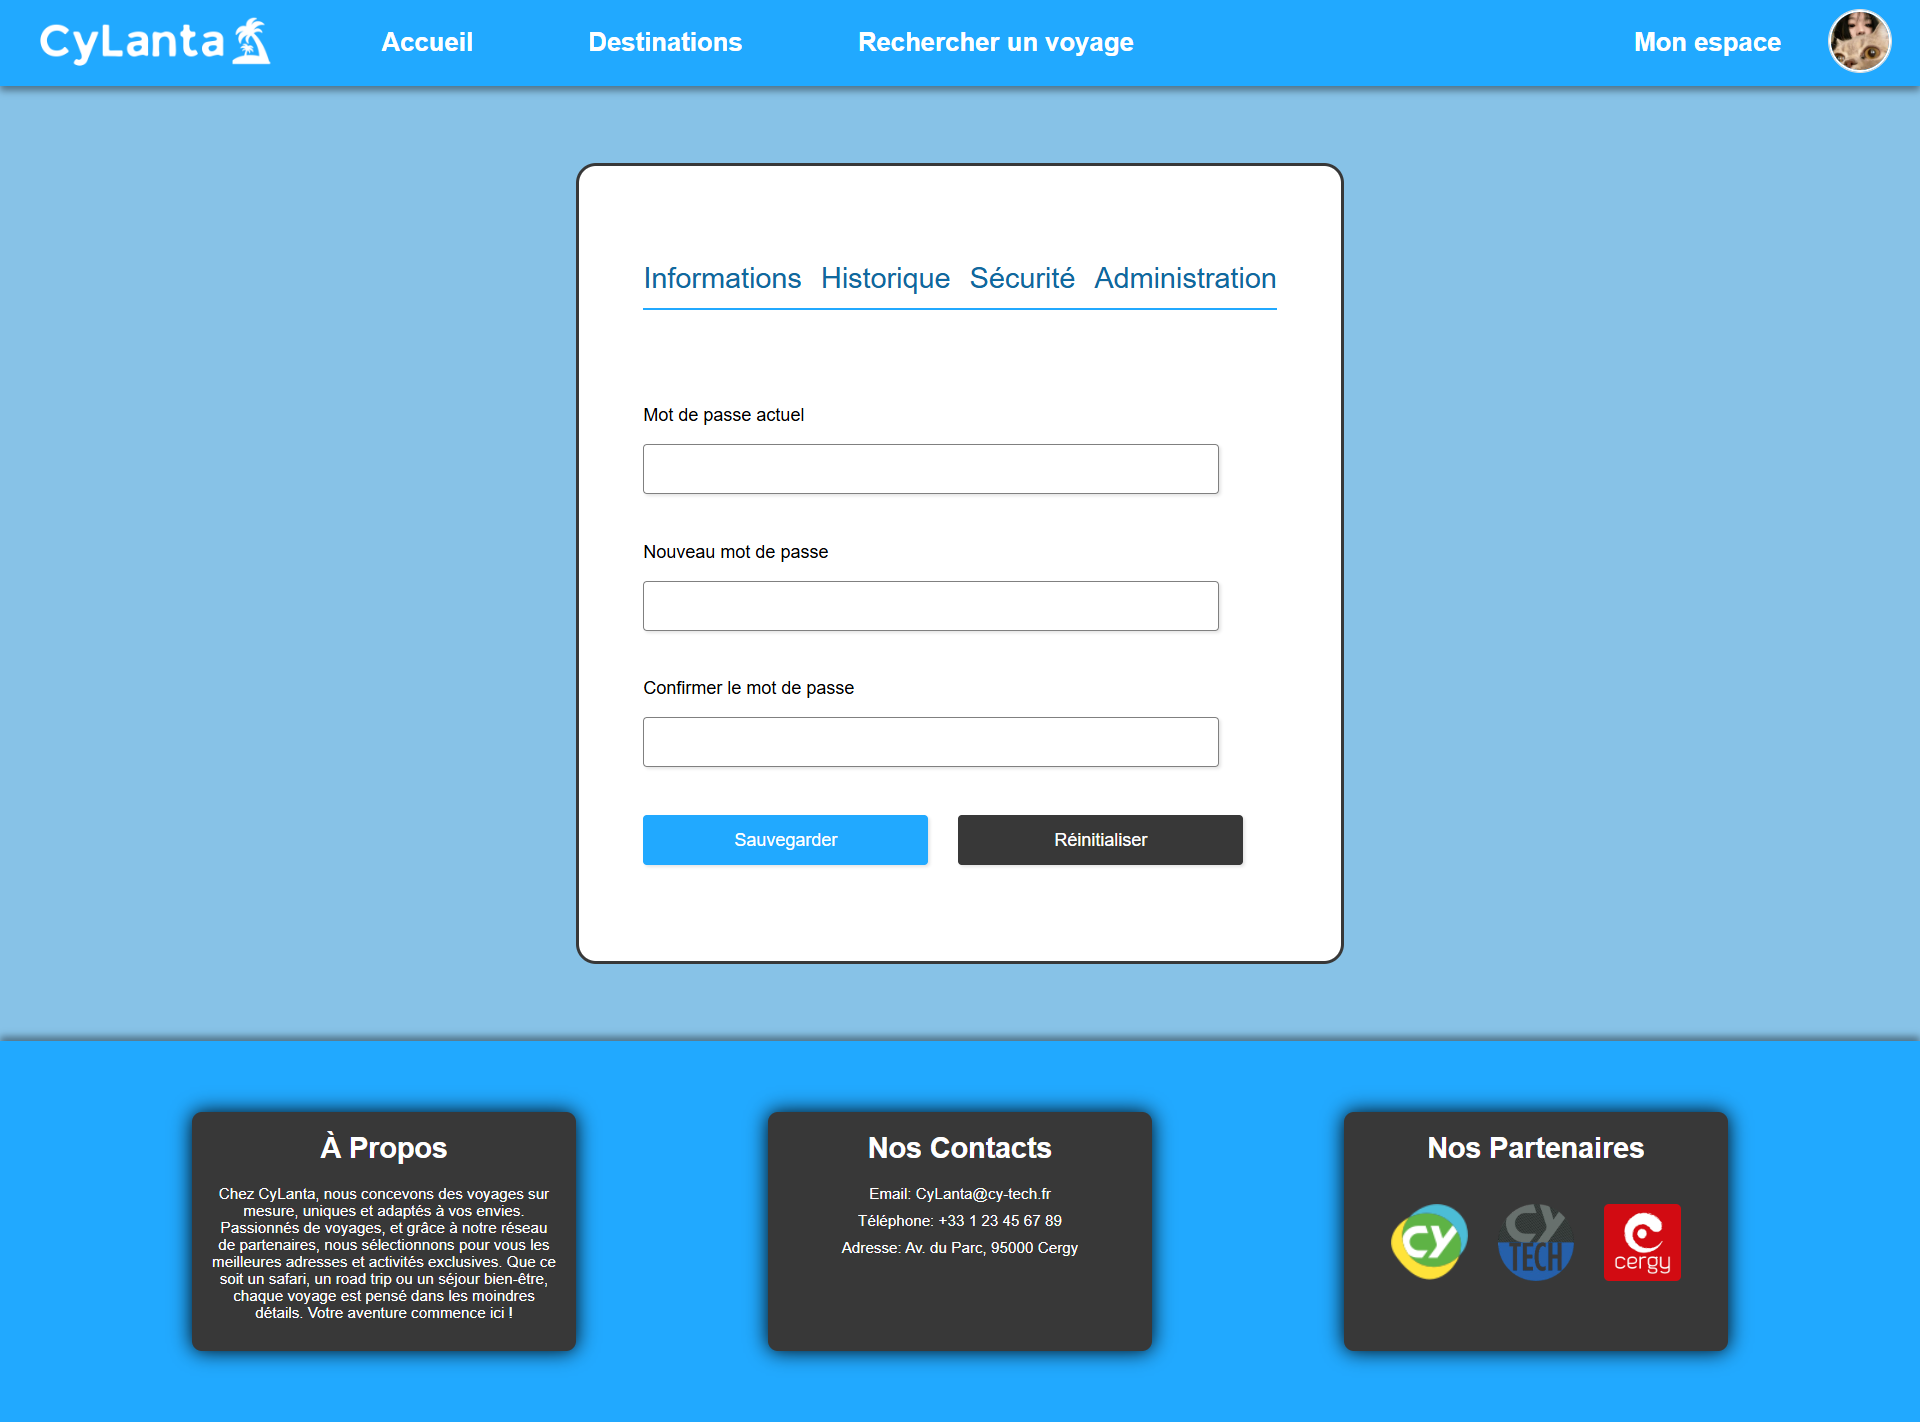 CyLanta
Accueil
Destinations
Rechercher un voyage
Mon espace
Informations
Historique
Sécurité
Administration
Mot de passe actuel
Nouveau mot de passe
Confirmer le mot de passe
Sauvegarder
Réinitialiser
À Propos
Chez CyLanta, nous concevons des voyages sur
mesure, uniques et adaptés à vos envies.
Passionnés de voyages, et grâce à notre réseau
de partenaires, nous sélectionnons pour vous les
meilleures adresses et activités exclusives. Que ce
soit un safari, un road trip ou un séjour bien-être,
chaque voyage est pensé dans les moindres
détails. Votre aventure commence ici !
Nos Contacts
Email: CyLanta@cy-tech.fr
Téléphone: +33 1 23 45 67 89
Adresse: Av. du Parc, 95000 Cergy
Nos Partenaires
CY
CY
TECH
cergy